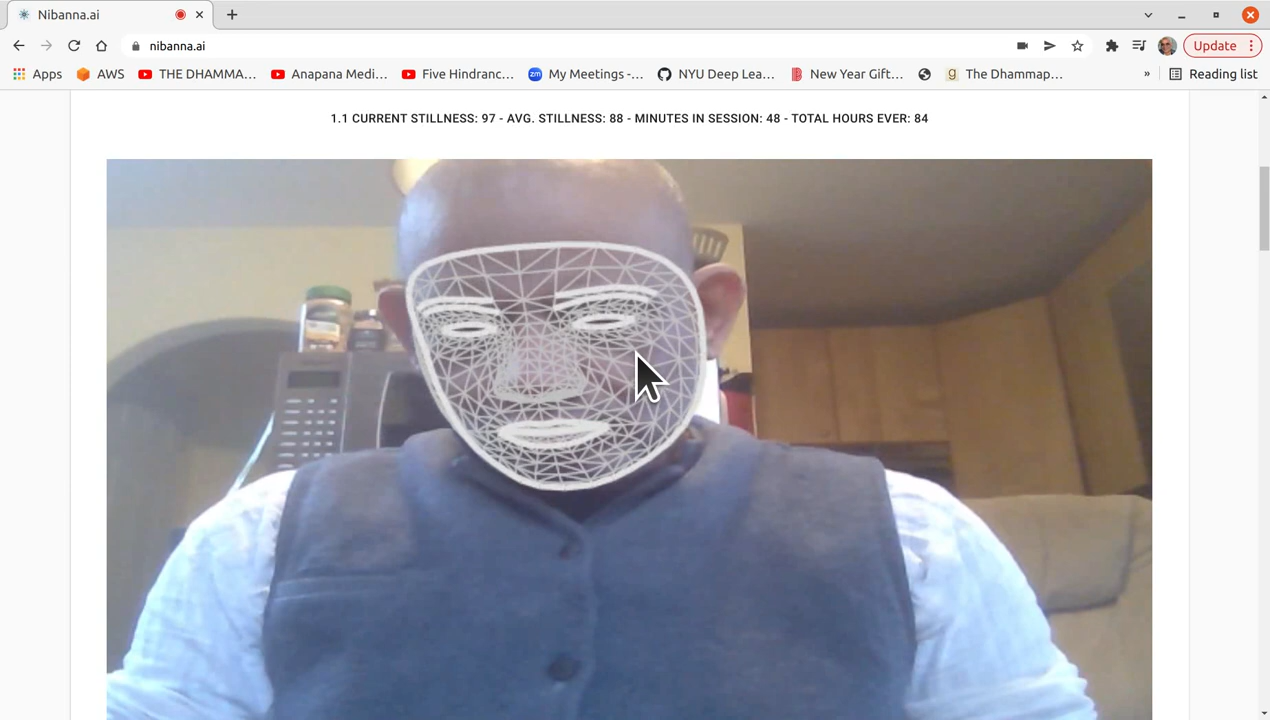 Nibanna.ai
nibanna.ai
Update
Apps AWS THE DHAMMA... Anapana Medi... Five Hindranc... zm My Meetings -... NYU Deep Lea... New Year Gift... g The Dhammap... » Reading list
1.1 CURRENT STILLNESS: 97 - AVG. STILLNESS: 88 - MINUTES IN SESSION: 48 - TOTAL HOURS EVER: 84